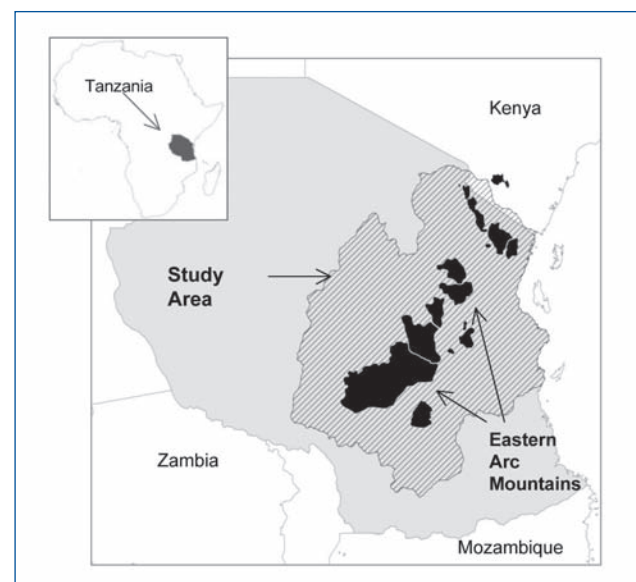 Tanzania
Kenya
Study
Area
Zambia
Eastern
Arc
Mountains
Mozambique